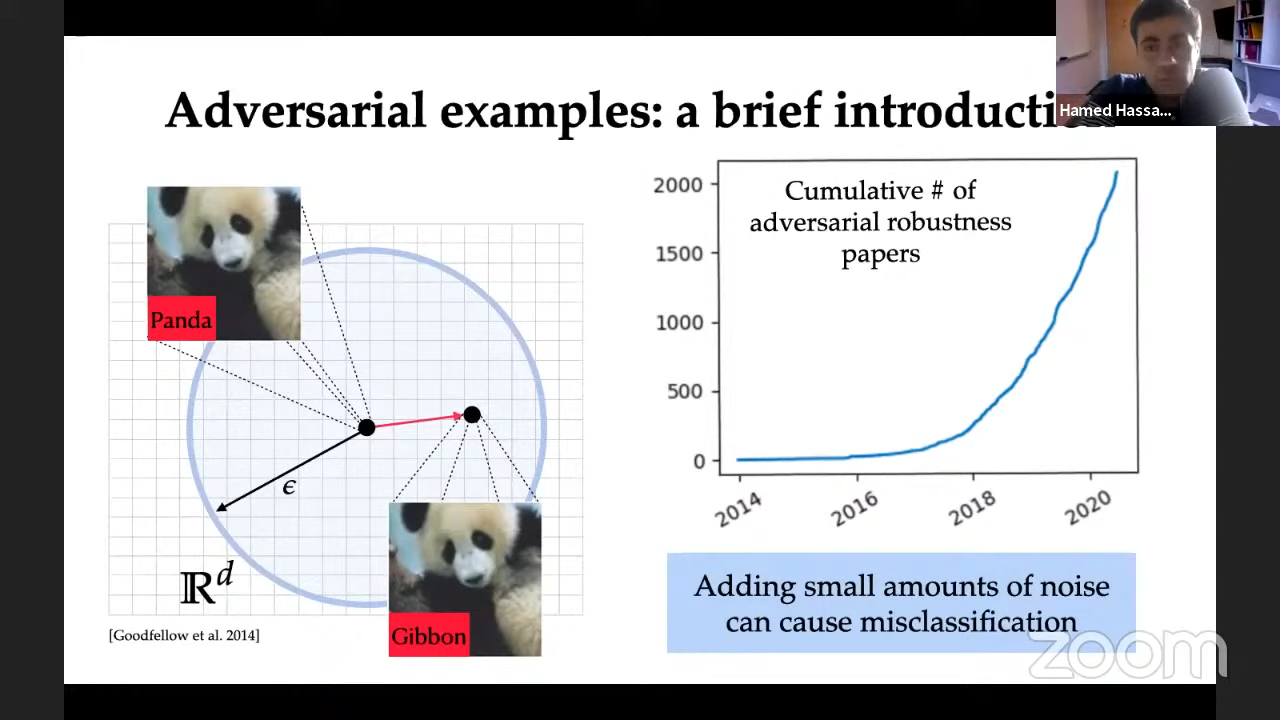 Adversarial examples: a brief introducti
Hamed Hassa...
Panda
ϵ
ℝ^d
Gibbon
[Goodfellow et al. 2014]
Cumulative # of
adversarial robustness
papers
2000
1500
1000
500
0
2014
2016
2018
2020
Adding small amounts of noise
can cause misclassification
zoom